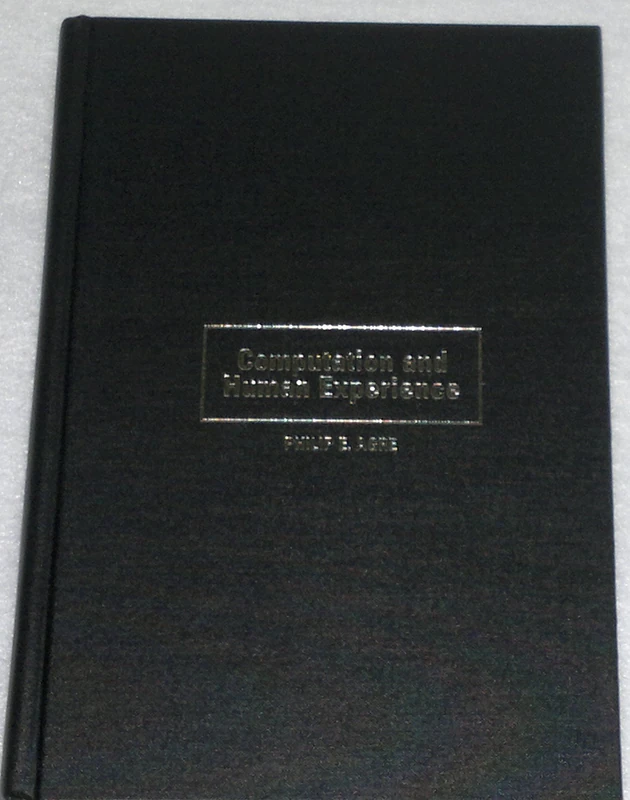 Computation and
Human Experience
PHILIP E. AGRE